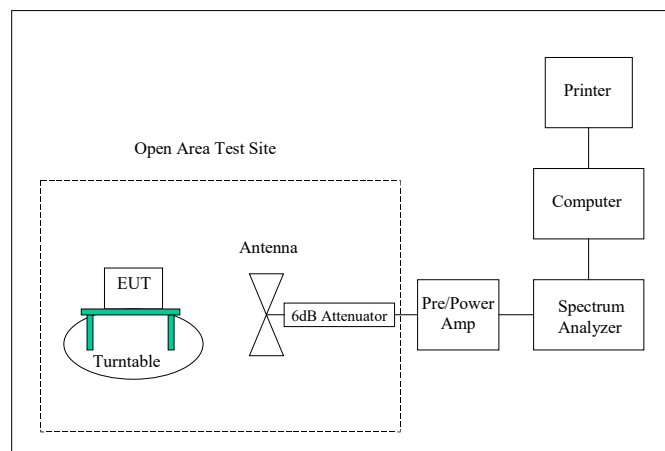 Printer
Open Area Test Site
Computer
Antenna
EUT
6dB Attenuator
Pre/Power
Amp
Spectrum
Analyzer
Turntable